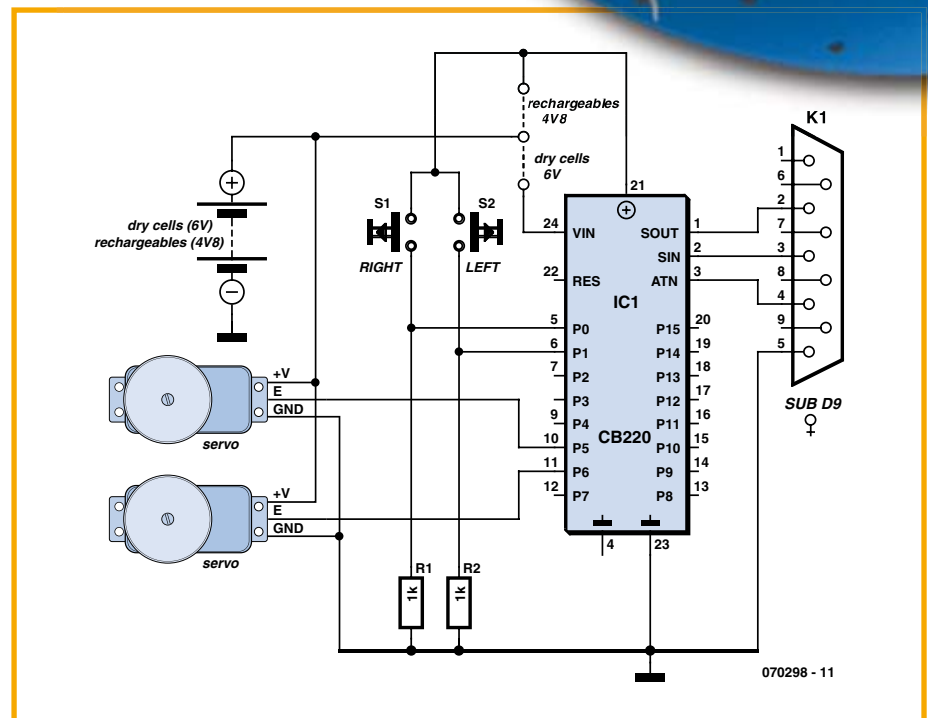 rechargeables
4V8
dry cells
6V
K1
1
6
2
7
3
8
4
9
5
SUB D9
dry cells (6V)
rechargeables (4V8)
S1
S2
RIGHT
LEFT
21
24
VIN
SOUT
1
SIN
2
22
RES
ATN
3
IC1
5
P0
P15
20
6
P1
P14
19
7
P2
P13
18
P3
P12
17
9
P4
P11
16
CB220
10
P5
P10
15
11
P6
P9
14
12
P7
P8
13
4
23
+V
E
GND
servo
+V
E
GND
servo
R1
1k
R2
1k
070298 - 11